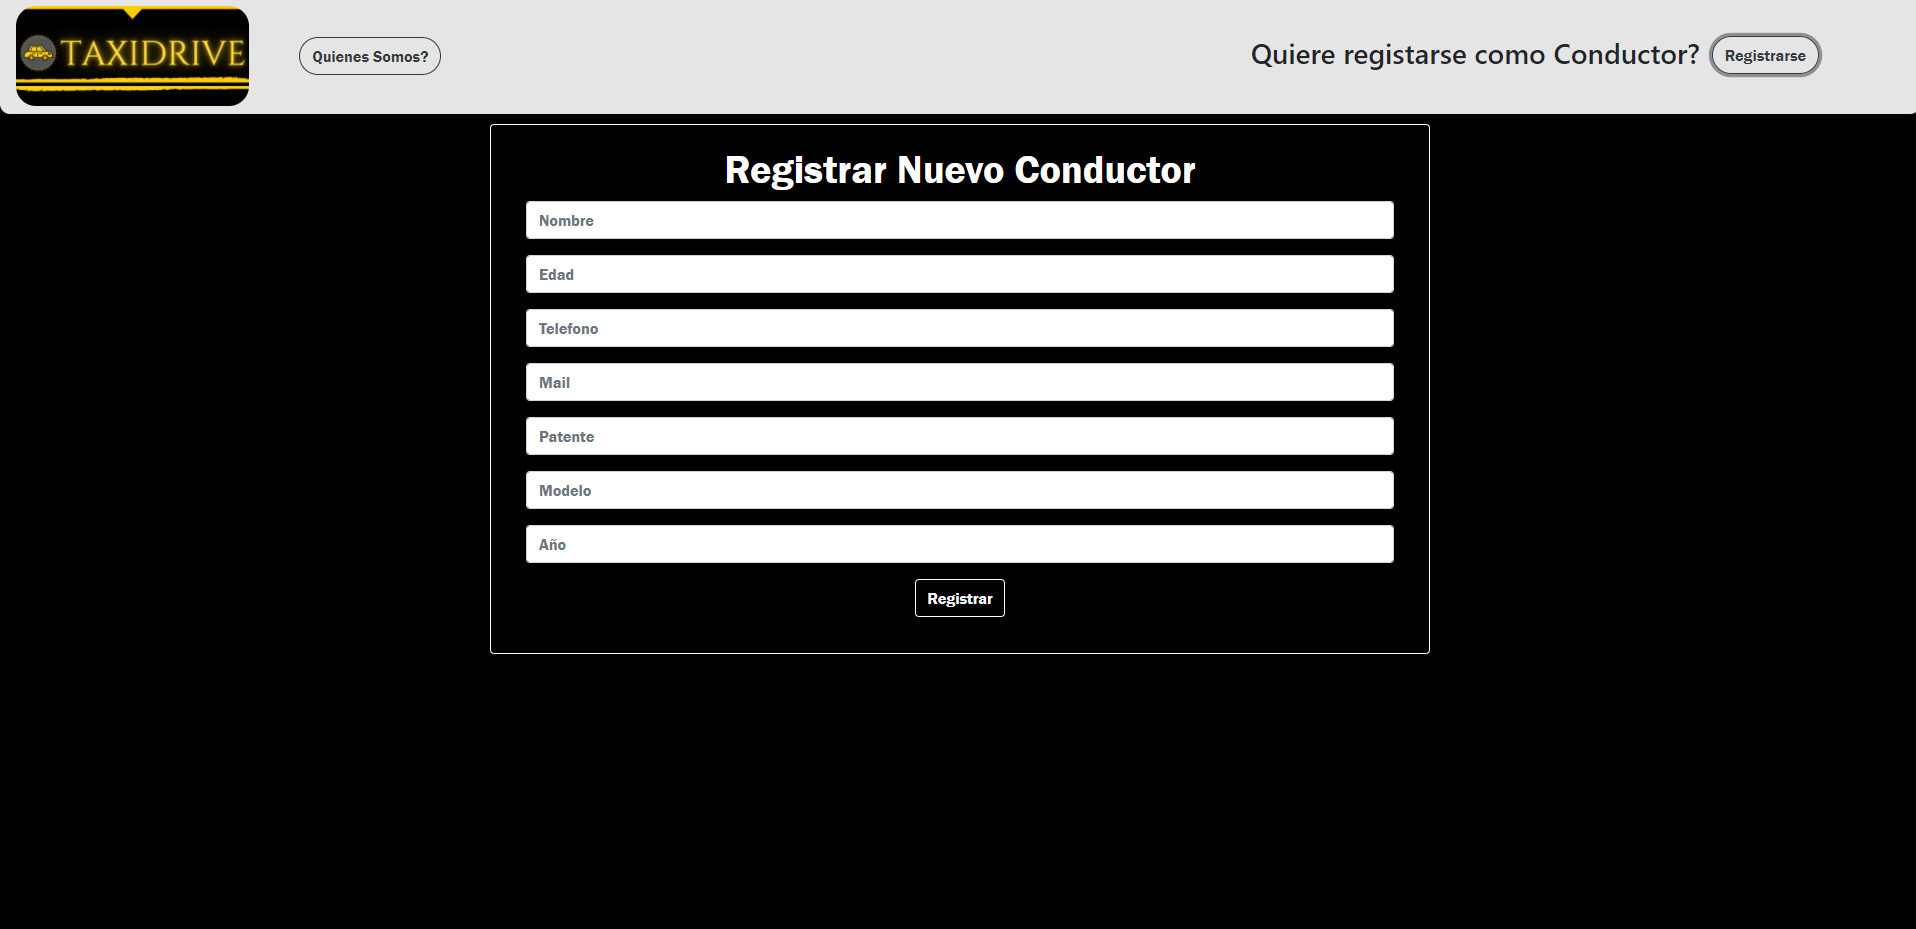 TAXIDRIVE
Quienes Somos?
Quiere registarse como Conductor?
Registrarse
Registrar Nuevo Conductor
Nombre
Edad
Telefono
Mail
Patente
Modelo
Año
Registrar